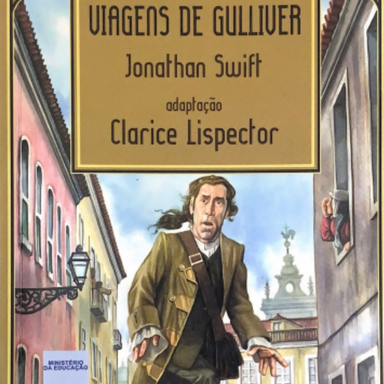 VIAGENS DE GULLIVER
Jonathan Swift
adaptação
Clarice Lispector
MINISTÉRIO
DA EDUCAÇÃO